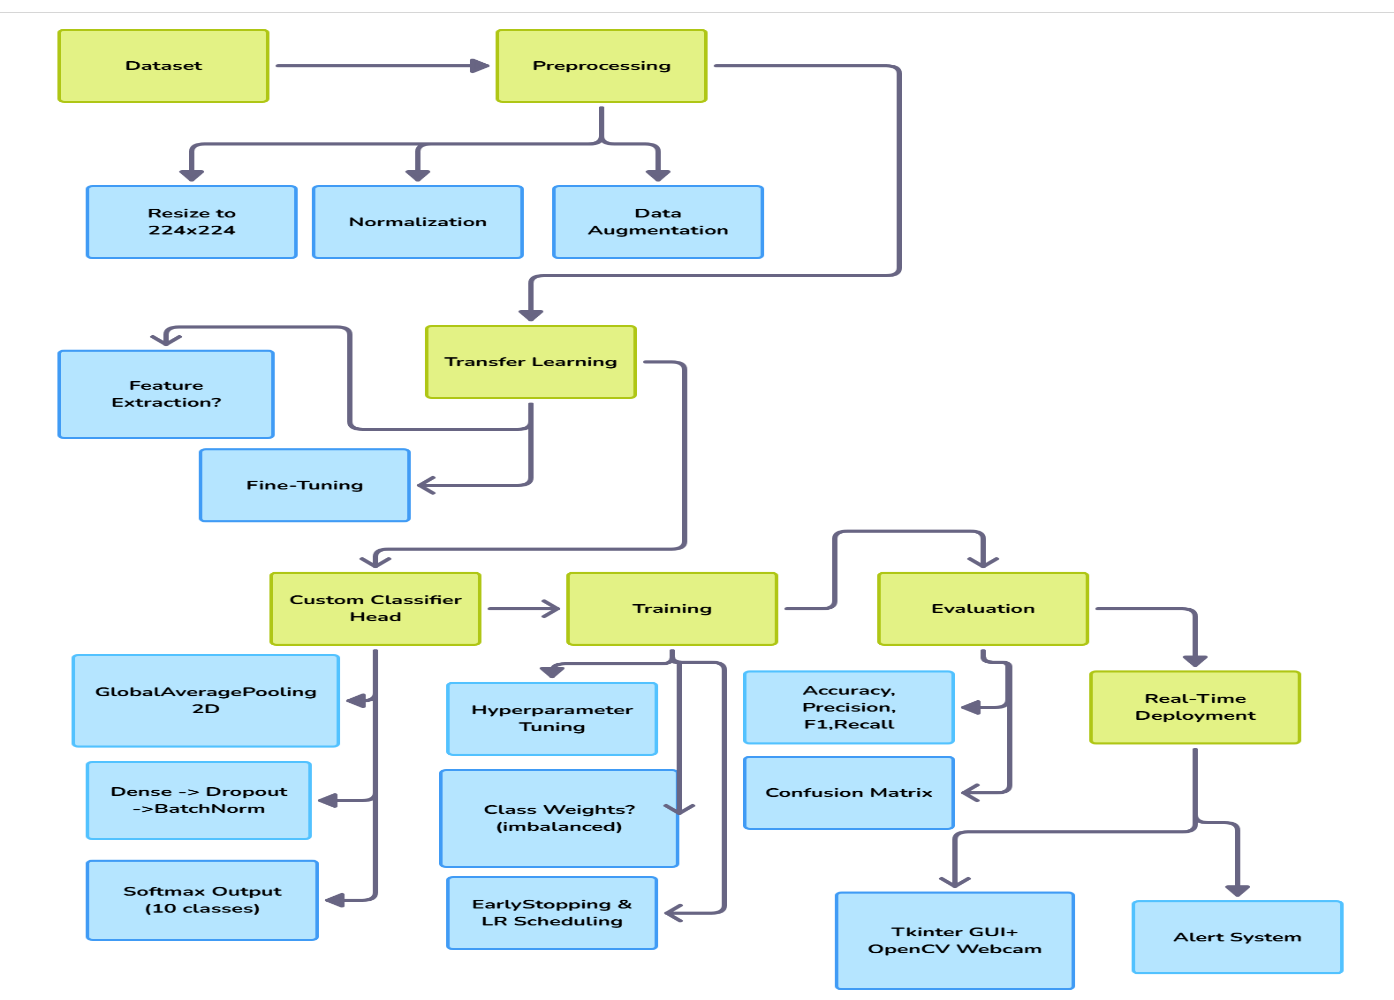 Dataset
Preprocessing
Resize to
224x224
Normalization
Data
Augmentation
Transfer Learning
Feature
Extraction?
Fine-Tuning
Custom Classifier
Head
Training
Evaluation
GlobalAveragePooling
2D
Hyperparameter
Tuning
Accuracy,
Precision,
F1,Recall
Real-Time
Deployment
Dense -> Dropout
->BatchNorm
Class Weights?
(imbalanced)
Confusion Matrix
Softmax Output
(10 classes)
EarlyStopping &
LR Scheduling
Tkinter GUI+
OpenCV Webcam
Alert System